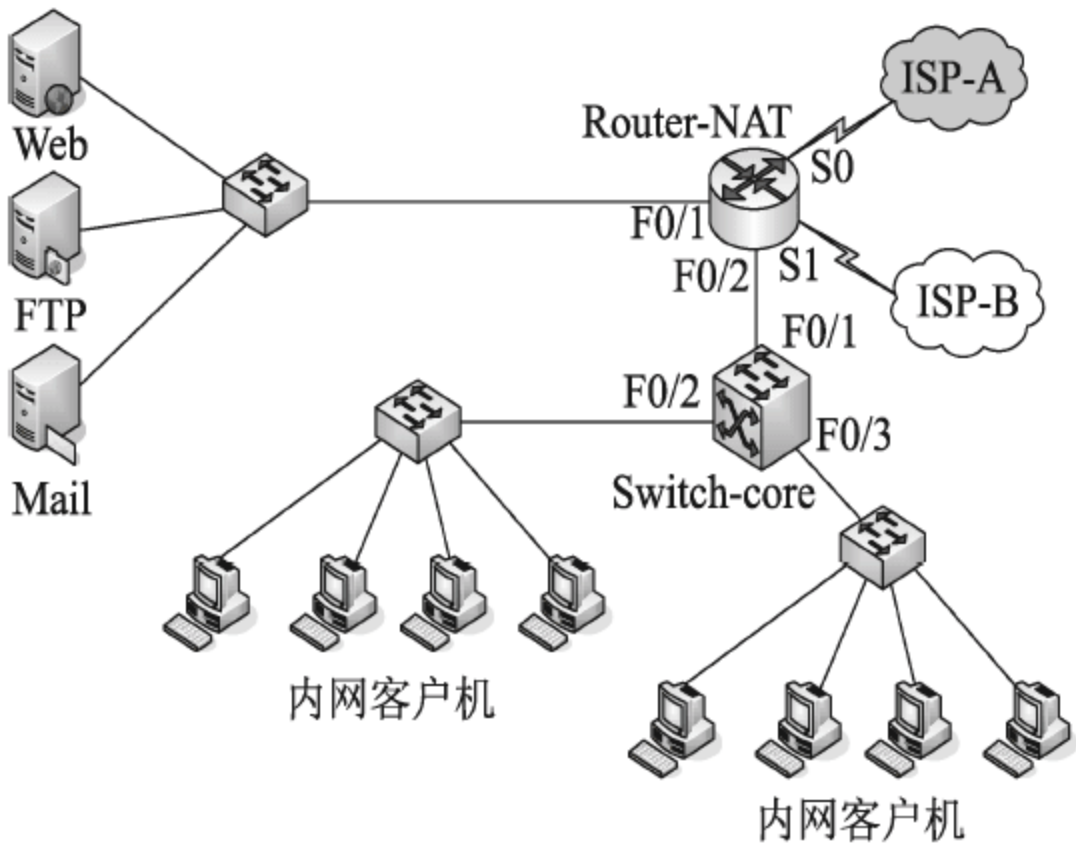 Web
FTP
Mail
Router-NAT
ISP-A
S0
F0/1
F0/2
S1
ISP-B
F0/1
F0/2
F0/3
Switch-core
内网客户机
内网客户机